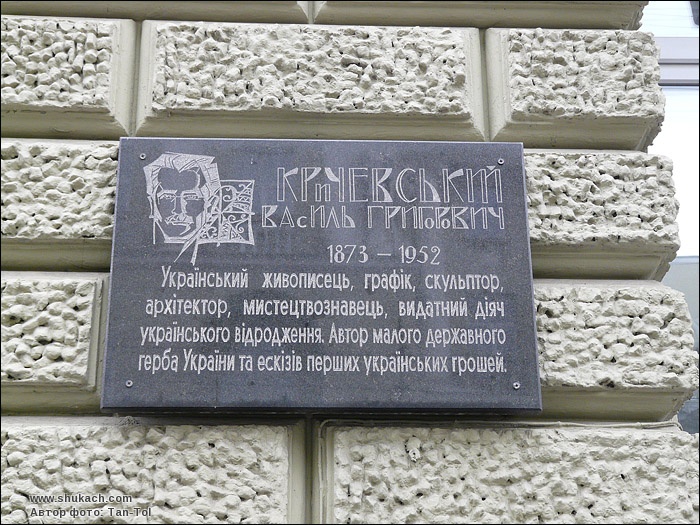 КРИЧЕВСЬКИЙ
ВАСИЛЬ ГРИГОРОВИЧ
1873 – 1952
Український живописець, графік, скульптор,
архітектор, мистецтвознавець, видатний діяч
українського відродження. Автор малого державного
герба України та ескізів перших українських грошей.
www.shukach.com
Автор фото: Tan-Tol